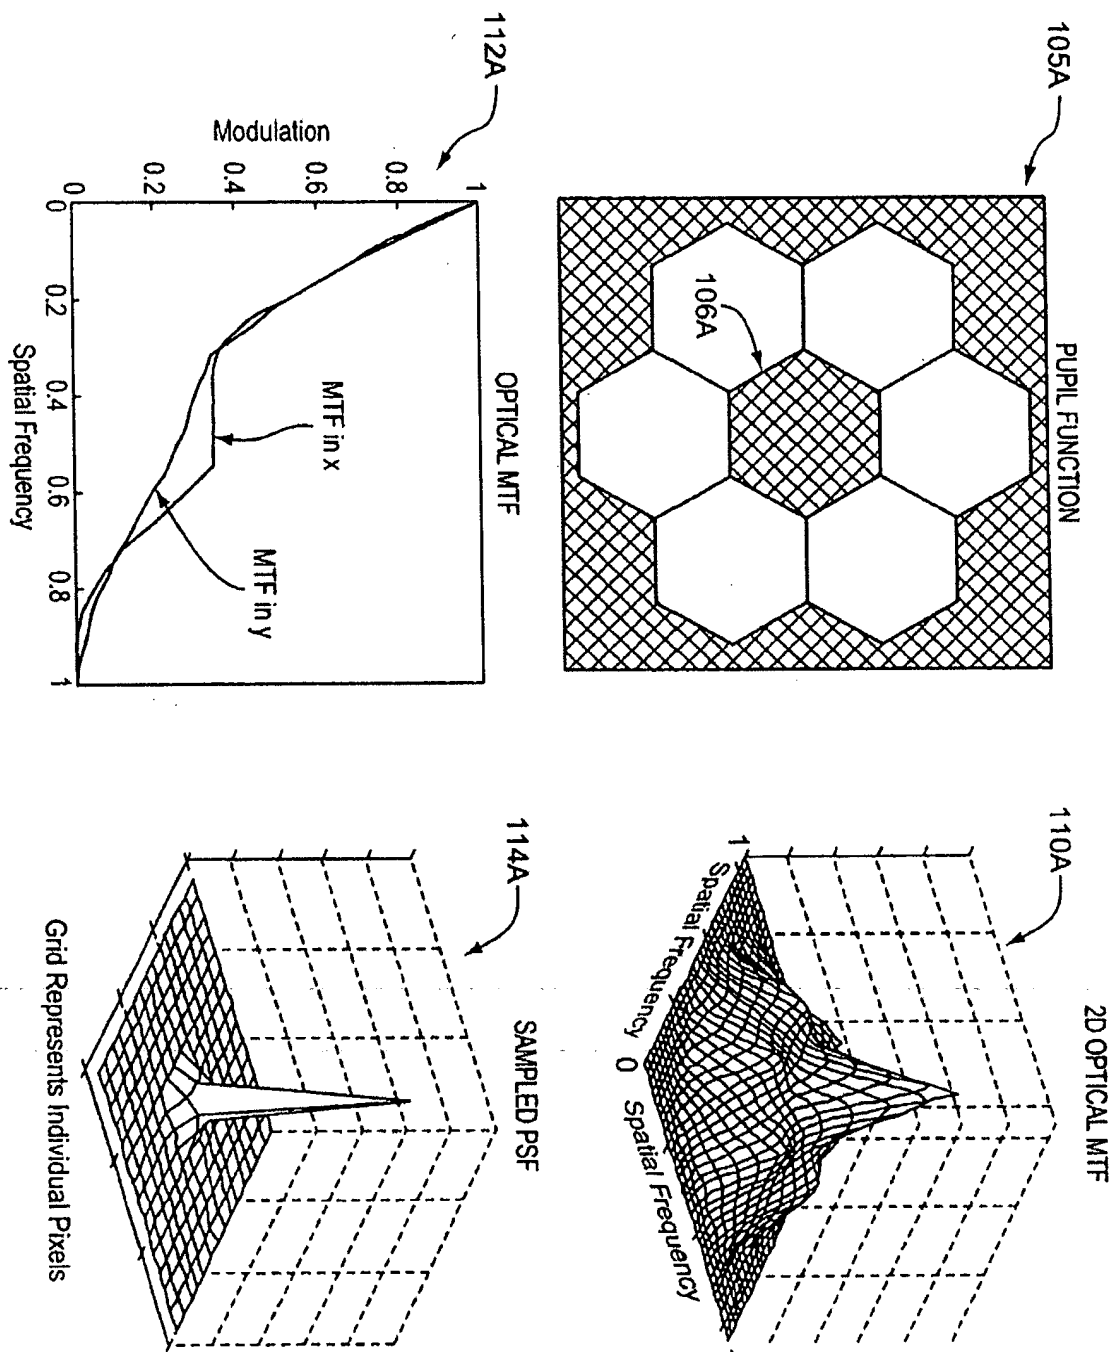 105A
PUPIL FUNCTION
106A
110A
2D OPTICAL MTF
1
Spatial Frequency
0
Spatial Frequency
112A
OPTICAL MTF
Modulation
1
0.8
0.6
0.4
0.2
0
0
0.2
0.4
0.6
0.8
1
Spatial Frequency
MTF in x
MTF in y
114A
SAMPLED PSF
Grid Represents Individual Pixels